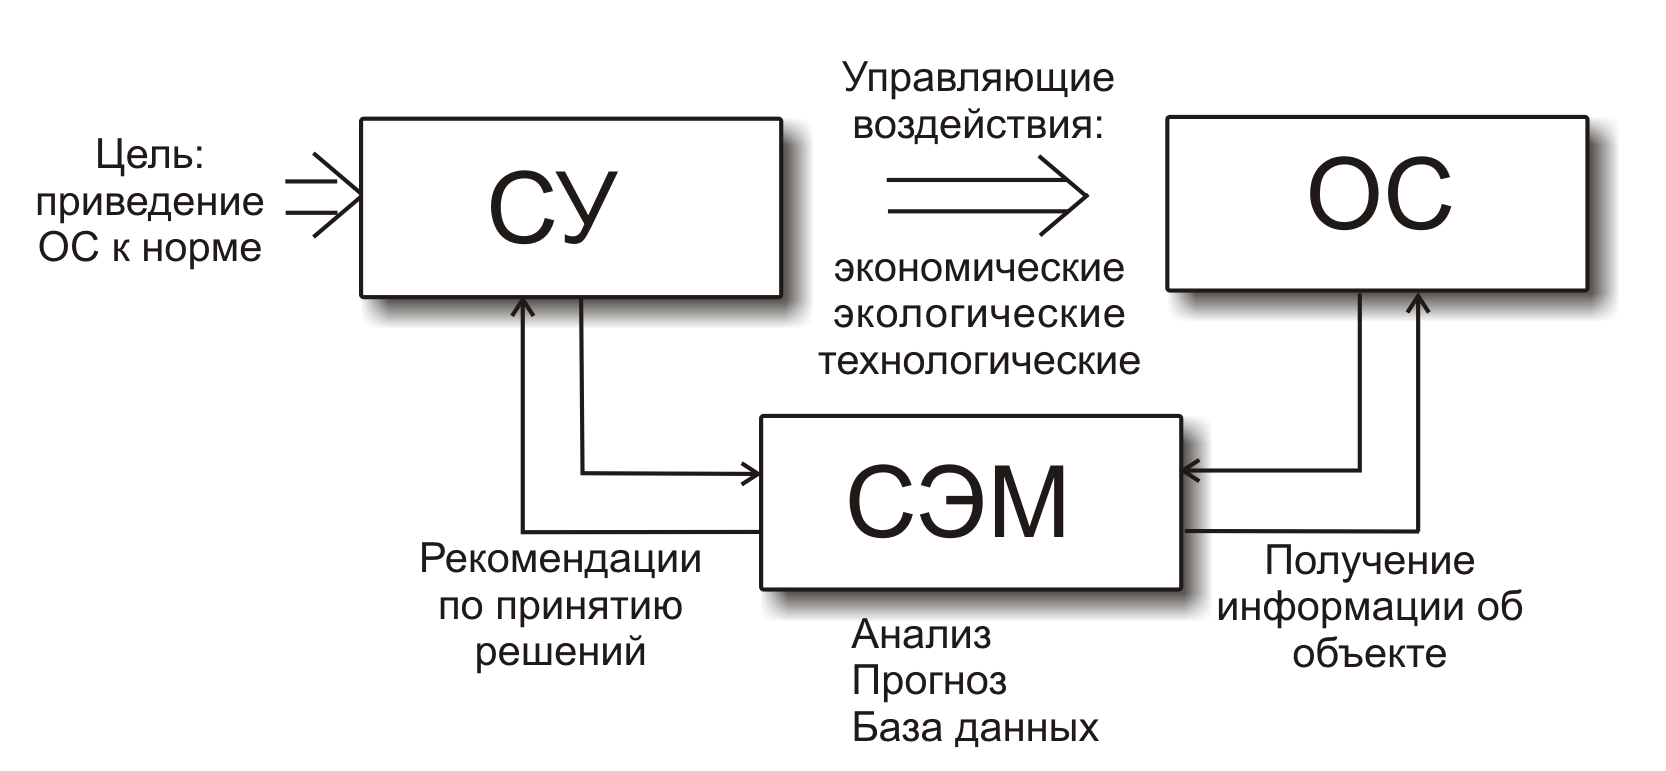 Цель:
приведение
ОС к норме
СУ
Управляющие
воздействия:
экономические
экологические
технологические
ОС
СЭМ
Рекомендации
по принятию
решений
Анализ
Прогноз
База данных
Получение
информации об
объекте